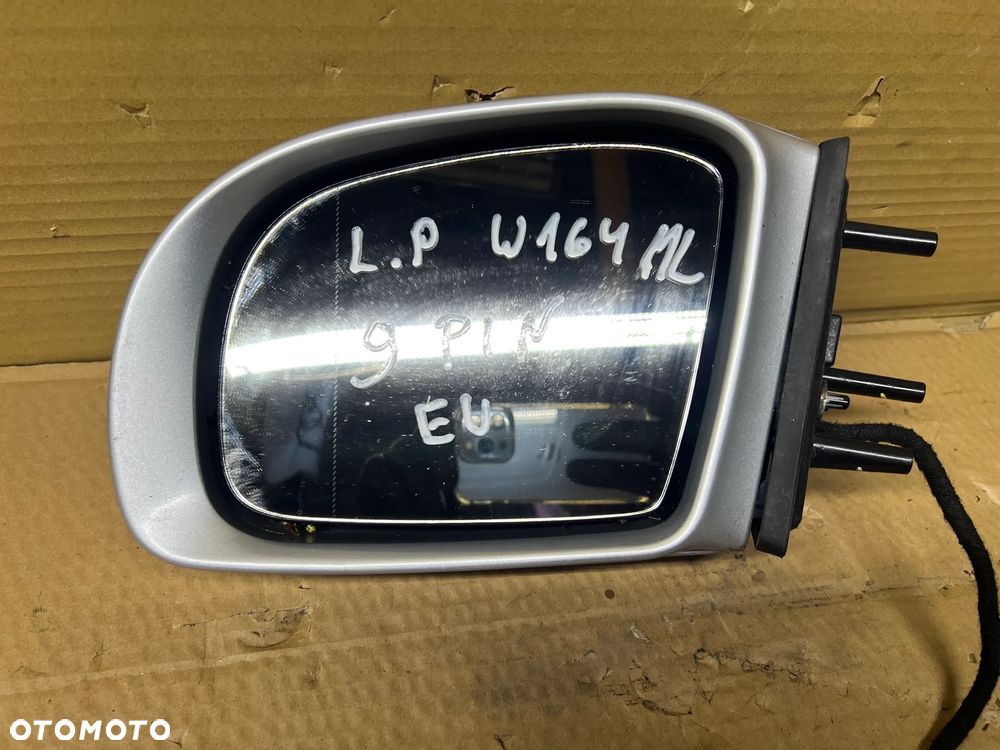 L.P W164 ML
9 PIN
EU
OTOMOTO